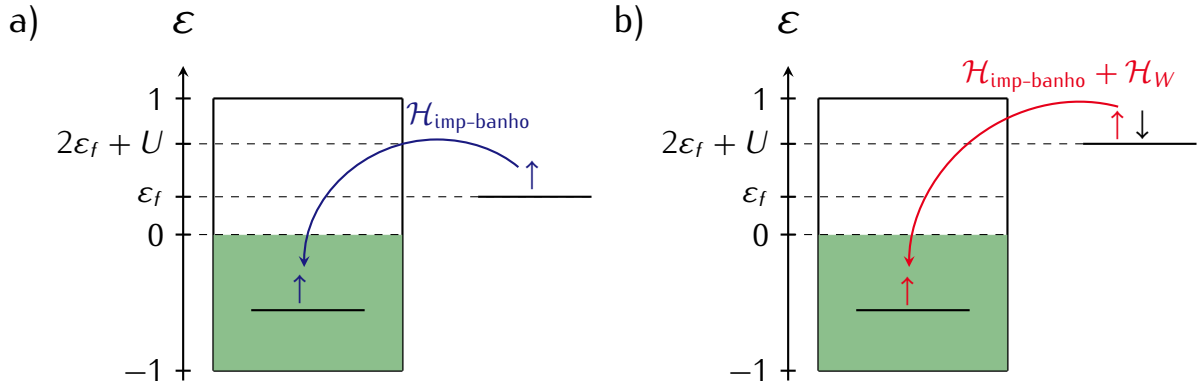 a)
ε
1
2ε_f + U
ε_f
0
−1
ℋ_imp-banho
b)
ε
1
2ε_f + U
ε_f
0
−1
ℋ_imp-banho + ℋ_W